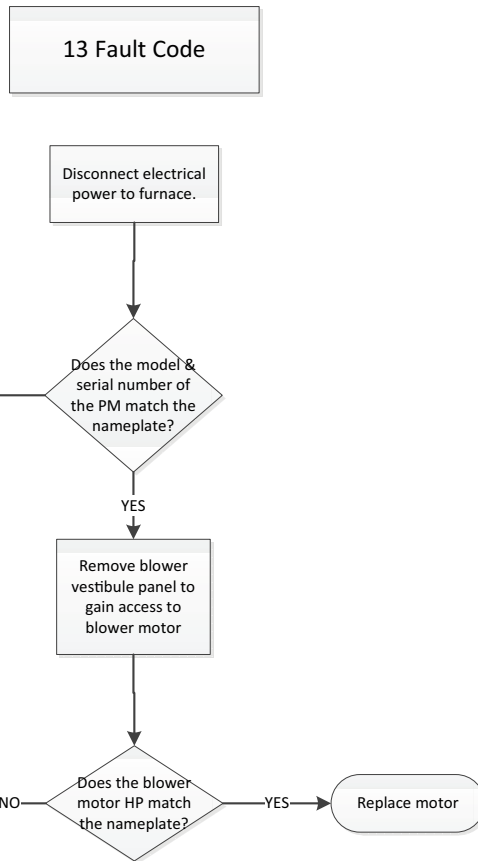 13 Fault Code
Disconnect electrical
power to furnace.
Does the model &
serial number of
the PM match the
nameplate?
YES
Remove blower
vestibule panel to
gain access to
blower motor
Does the blower
motor HP match
the nameplate?
NO
YES
Replace motor